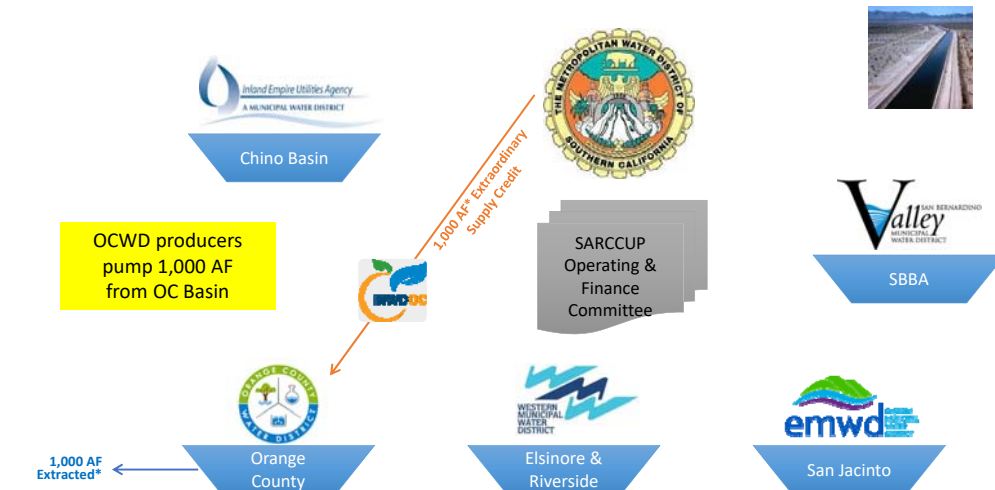 Inland Empire Utilities Agency
A MUNICIPAL WATER DISTRICT
Chino Basin
THE METROPOLITAN WATER DISTRICT OF
SOUTHERN CALIFORNIA
1,000 AF* Extraordinary
Supply Credit
Valley
SAN BERNARDINO
MUNICIPAL
WATER DISTRICT
SBBA
OCWD producers
pump 1,000 AF
from OC Basin
SARCCUP
Operating &
Finance
Committee
MWDOC
ORANGE COUNTY
WATER DISTRICT
WESTERN
MUNICIPAL
WATER
DISTRICT
emwd
1,000 AF
Extracted*
Orange
County
Elsinore &
Riverside
San Jacinto